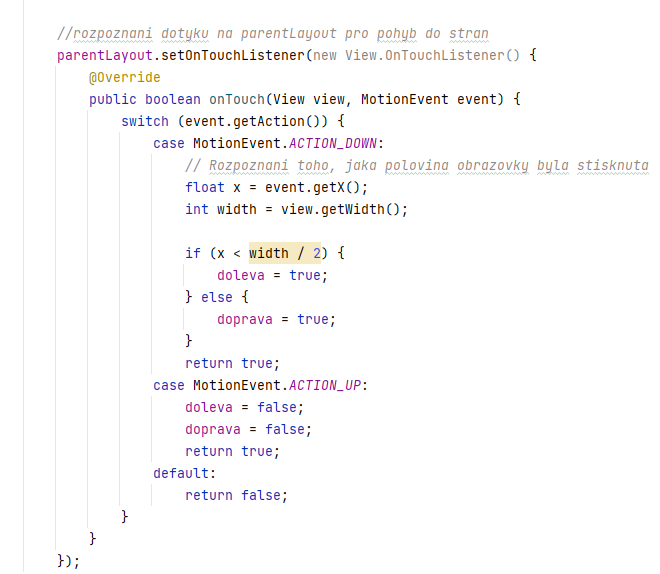 //rozpoznani dotyku na parentLayout pro pohyb do stran
parentLayout.setOnTouchListener(new View.OnTouchListener() {
@Override
public boolean onTouch(View view, MotionEvent event) {
switch (event.getAction()) {
case MotionEvent.ACTION_DOWN:
// Rozpoznani toho, jaka polovina obrazovky byla stisknuta
float x = event.getX();
int width = view.getWidth();
if (x < width / 2) {
doleva = true;
} else {
doprava = true;
}
return true;
case MotionEvent.ACTION_UP:
doleva = false;
doprava = false;
return true;
default:
return false;
}
}
});